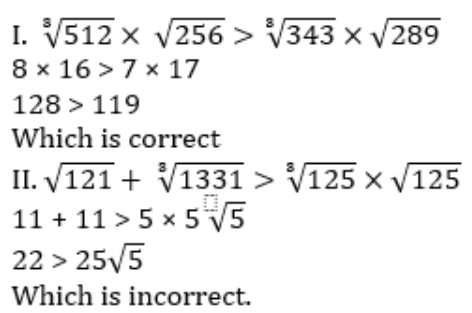 I. ∛512 × √256 > ∛343 × √289
8 × 16 > 7 × 17
128 > 119
Which is correct
II. √121 + ∛1331 > ∛125 × √125
11 + 11 > 5 × 5√5
22 > 25√5
Which is incorrect.